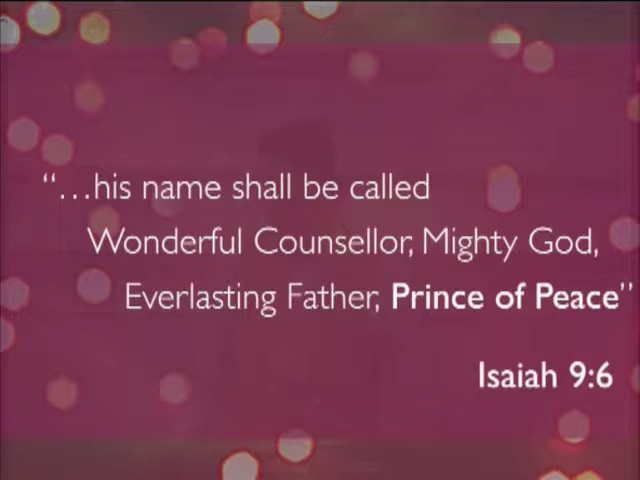 “…his name shall be called
Wonderful Counsellor, Mighty God,
Everlasting Father, Prince of Peace”
Isaiah 9:6